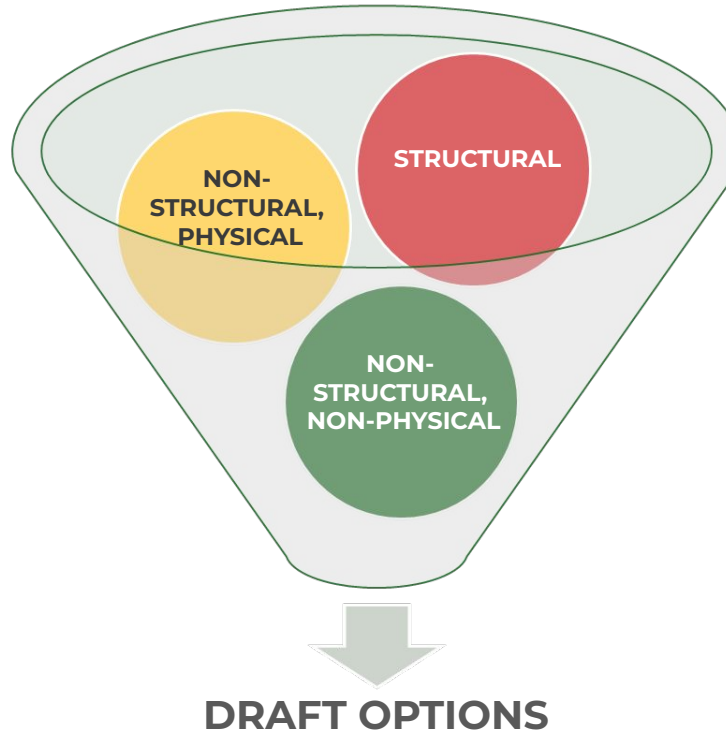 STRUCTURAL
NON-
STRUCTURAL,
PHYSICAL
NON-
STRUCTURAL,
NON-PHYSICAL
DRAFT OPTIONS